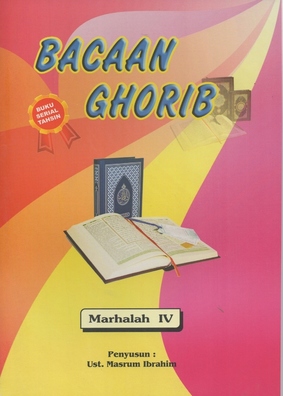 BACAAN
GHORIB
BUKU
SERIAL
TAHSIN
Marhalah IV
Penyusun :
Ust. Masrum Ibrahim